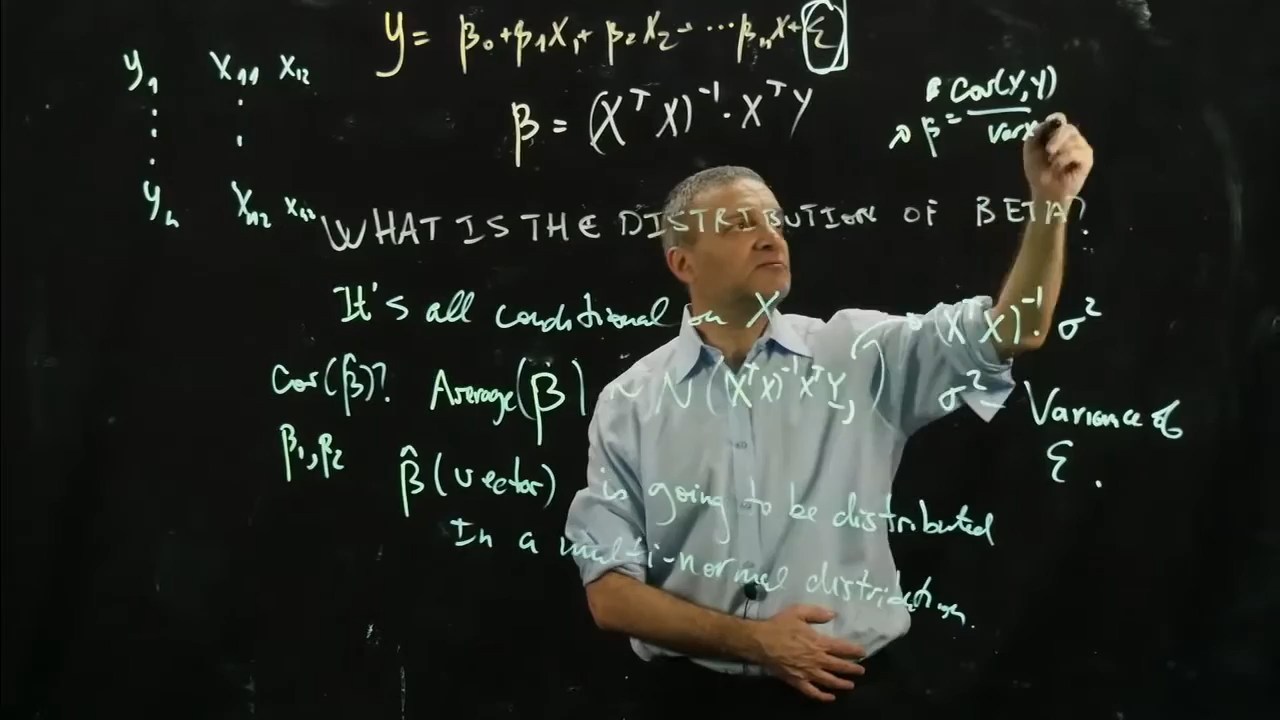 y = β₀+β₁X₁+ β₂X₂- ⋯ βₙX+ ε
y₁ X₁₁ X₁₂
⋮ ⋮
yₙ
β = (XᵀX)⁻¹·XᵀY
Cov(X,Y)
β = varx
WHAT IS THE DISTRIBUTION OF BETA?
It's all conditional on X
(XᵀX)⁻¹· σ²
Cov(β̂)? Average(β̂) ~ N(XᵀX)⁻¹XᵀY, )
σ² – Variance of
ε .
β₁,β₂
β̂(vector) is going to be distributed
In a multi-normal distribution.